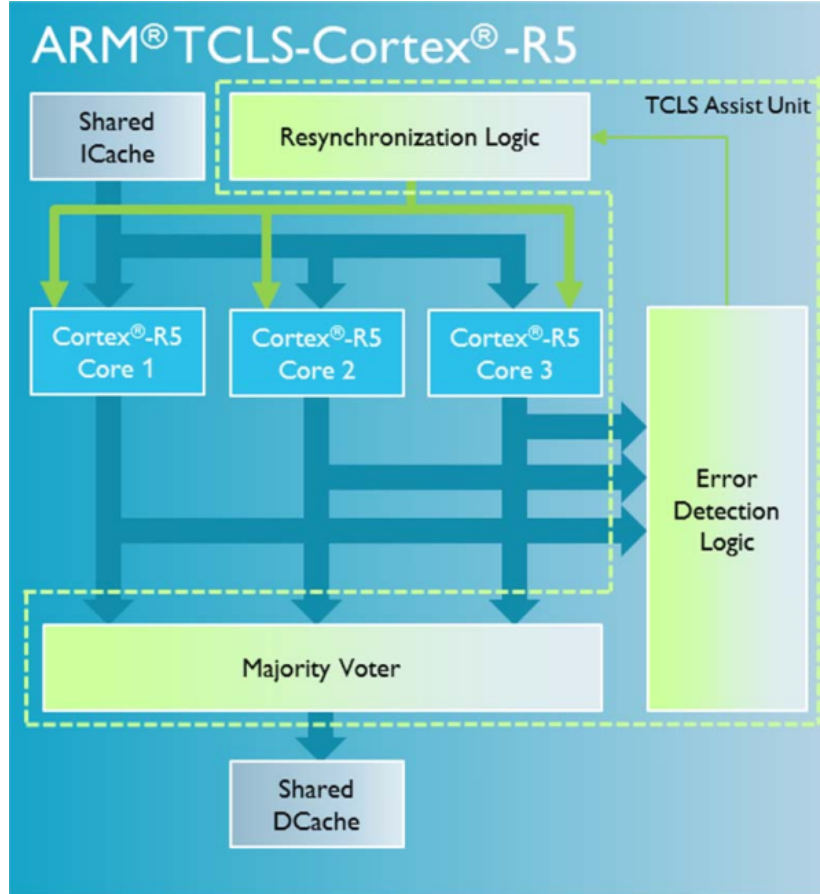 ARM® TCLS-Cortex®-R5
Shared
ICache
Resynchronization Logic
TCLS Assist Unit
Cortex®-R5
Core 1
Cortex®-R5
Core 2
Cortex®-R5
Core 3
Error
Detection
Logic
Majority Voter
Shared
DCache